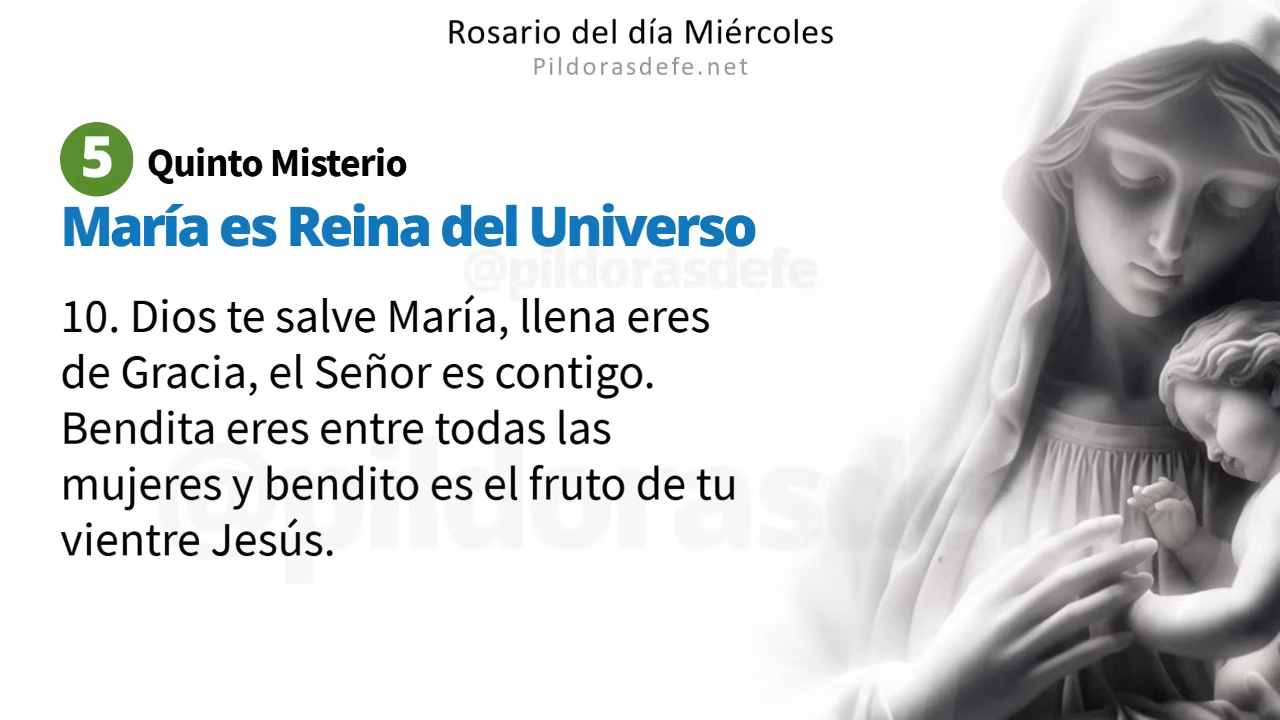 Rosario del día Miércoles
Pildorasdefe.net
5 Quinto Misterio
María es Reina del Universo
@pildorasdefe
10. Dios te salve María, llena eres
de Gracia, el Señor es contigo.
Bendita eres entre todas las
mujeres y bendito es el fruto de tu
vientre Jesús.
@pildorasde